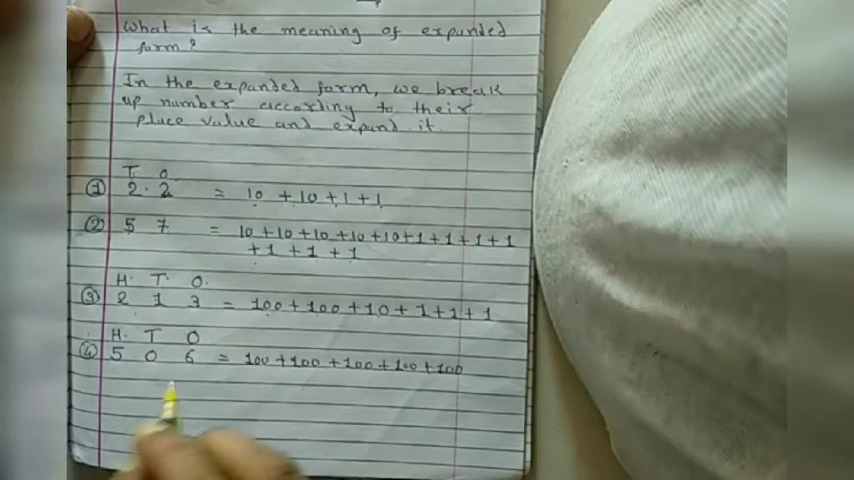 What is the meaning of expanded
form?
In the expanded form, we break
up number according to their
place value and expand it.
T O
① 2 2 = 10 + 10 + 1 + 1
② 5 7 = 10 + 10 + 10 + 10 + 10 + 1 + 1 + 1 + 1
+ 1 + 1 + 1
H. T. O.
③ 2 1 3 = 100 + 100 + 10 + 1 + 1 + 1
H. T O
④ 5 0 6 = 100 + 100 + 100 + 100 + 100